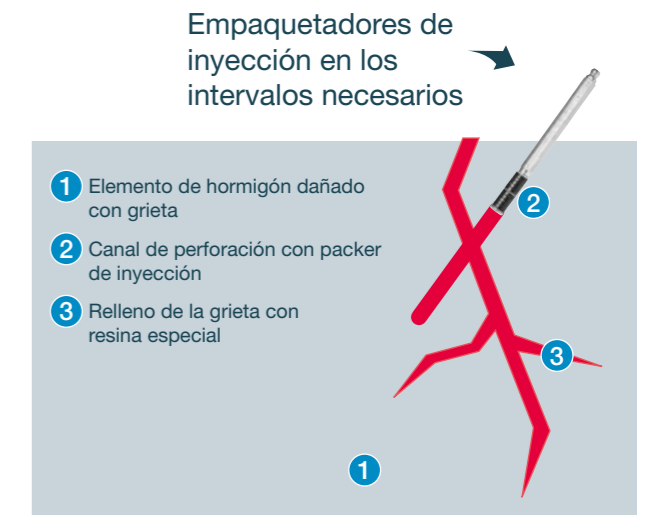 Empaquetadores de
inyección en los
intervalos necesarios
1 Elemento de hormigón dañado
con grieta
2 Canal de perforación con packer
de inyección
3 Relleno de la grieta con
resina especial
2
3
1